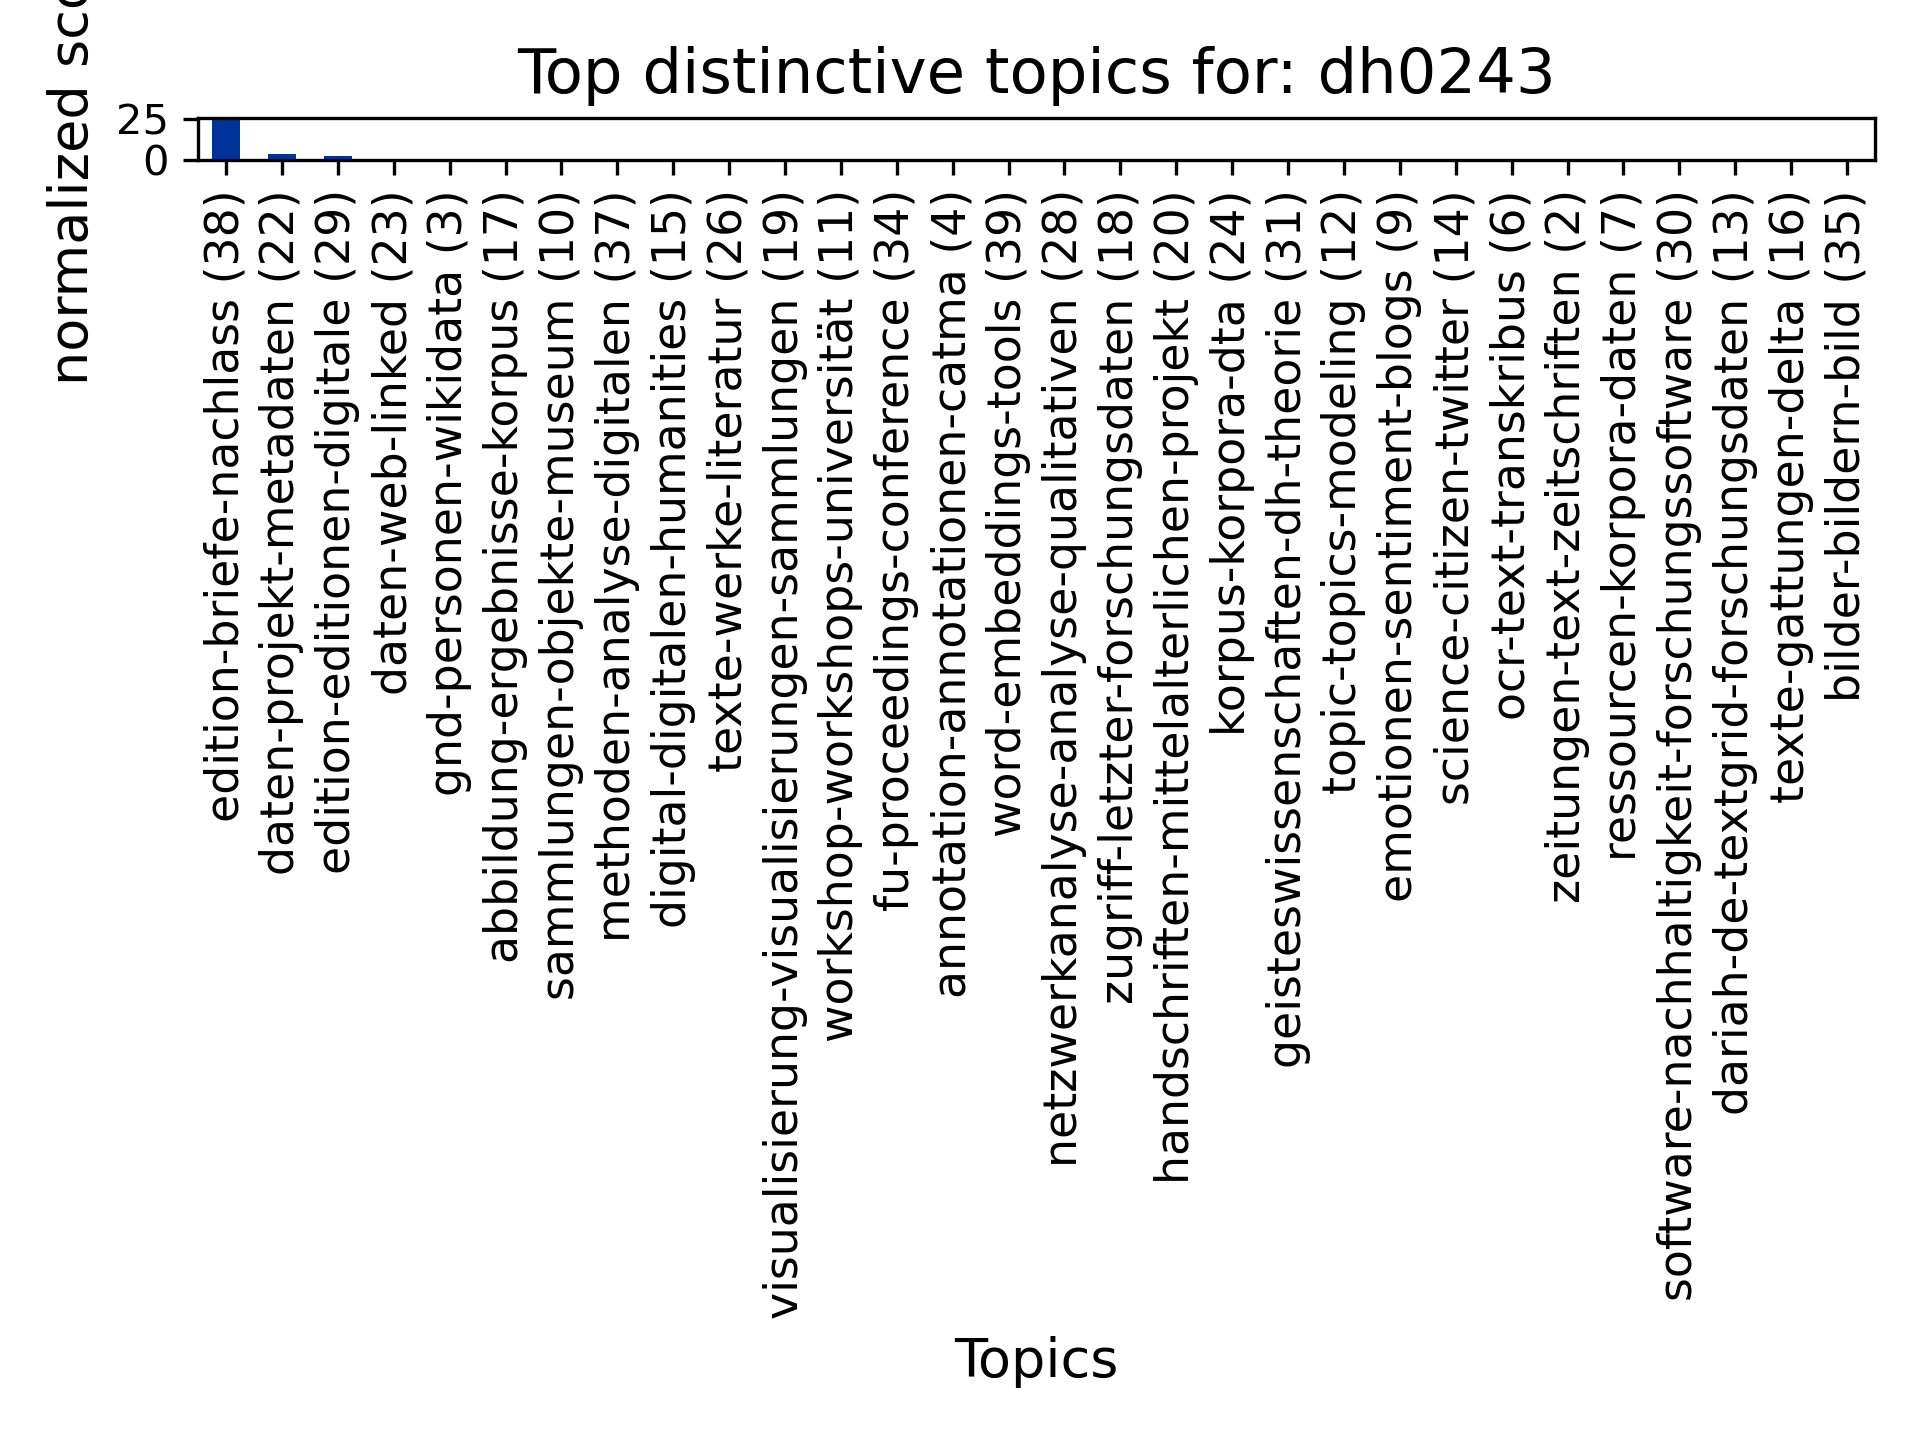 Top distinctive topics for: dh0243
normalized sco
25
0
edition-briefe-nachlass (38)
daten-projekt-metadaten (22)
edition-editionen-digitale (29)
daten-web-linked (23)
gnd-personen-wikidata (3)
abbildung-ergebnisse-korpus (17)
sammlungen-objekte-museum (10)
methoden-analyse-digitalen (37)
digital-digitalen-humanities (15)
texte-werke-literatur (26)
visualisierung-visualisierungen-sammlungen (19)
workshop-workshops-universität (11)
fu-proceedings-conference (34)
annotation-annotationen-catma (4)
word-embeddings-tools (39)
netzwerkanalyse-analyse-qualitativen (28)
zugriff-letzter-forschungsdaten (18)
handschriften-mittelalterlichen-projekt (20)
korpus-korpora-dta (24)
geisteswissenschaften-dh-theorie (31)
topic-topics-modeling (12)
emotionen-sentiment-blogs (9)
science-citizen-twitter (14)
ocr-text-transkribus (6)
zeitungen-text-zeitschriften (2)
ressourcen-korpora-daten (7)
software-nachhaltigkeit-forschungssoftware (30)
dariah-de-textgrid-forschungsdaten (13)
texte-gattungen-delta (16)
bilder-bildern-bild (35)
Topics